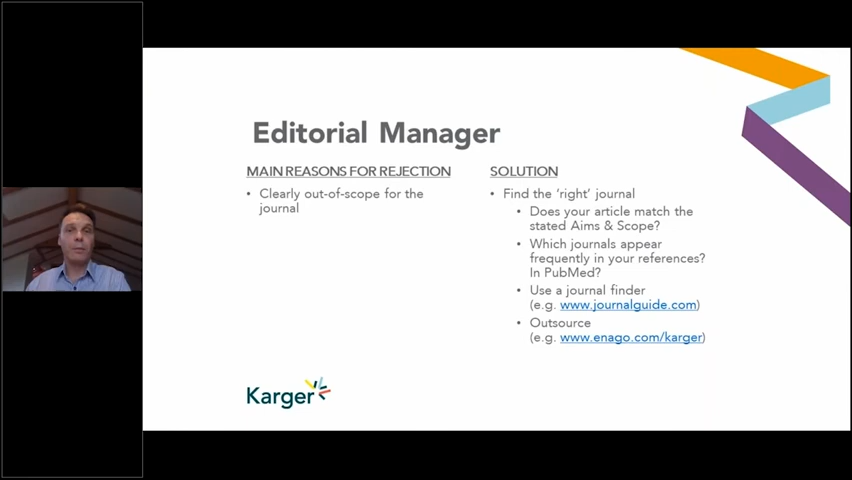 Editorial Manager
MAIN REASONS FOR REJECTION
• Clearly out-of-scope for the
journal
SOLUTION
• Find the ‘right’ journal
• Does your article match the
stated Aims & Scope?
• Which journals appear
frequently in your references?
In PubMed?
• Use a journal finder
(e.g. www.journalguide.com)
• Outsource
(e.g. www.enago.com/karger)
Karger